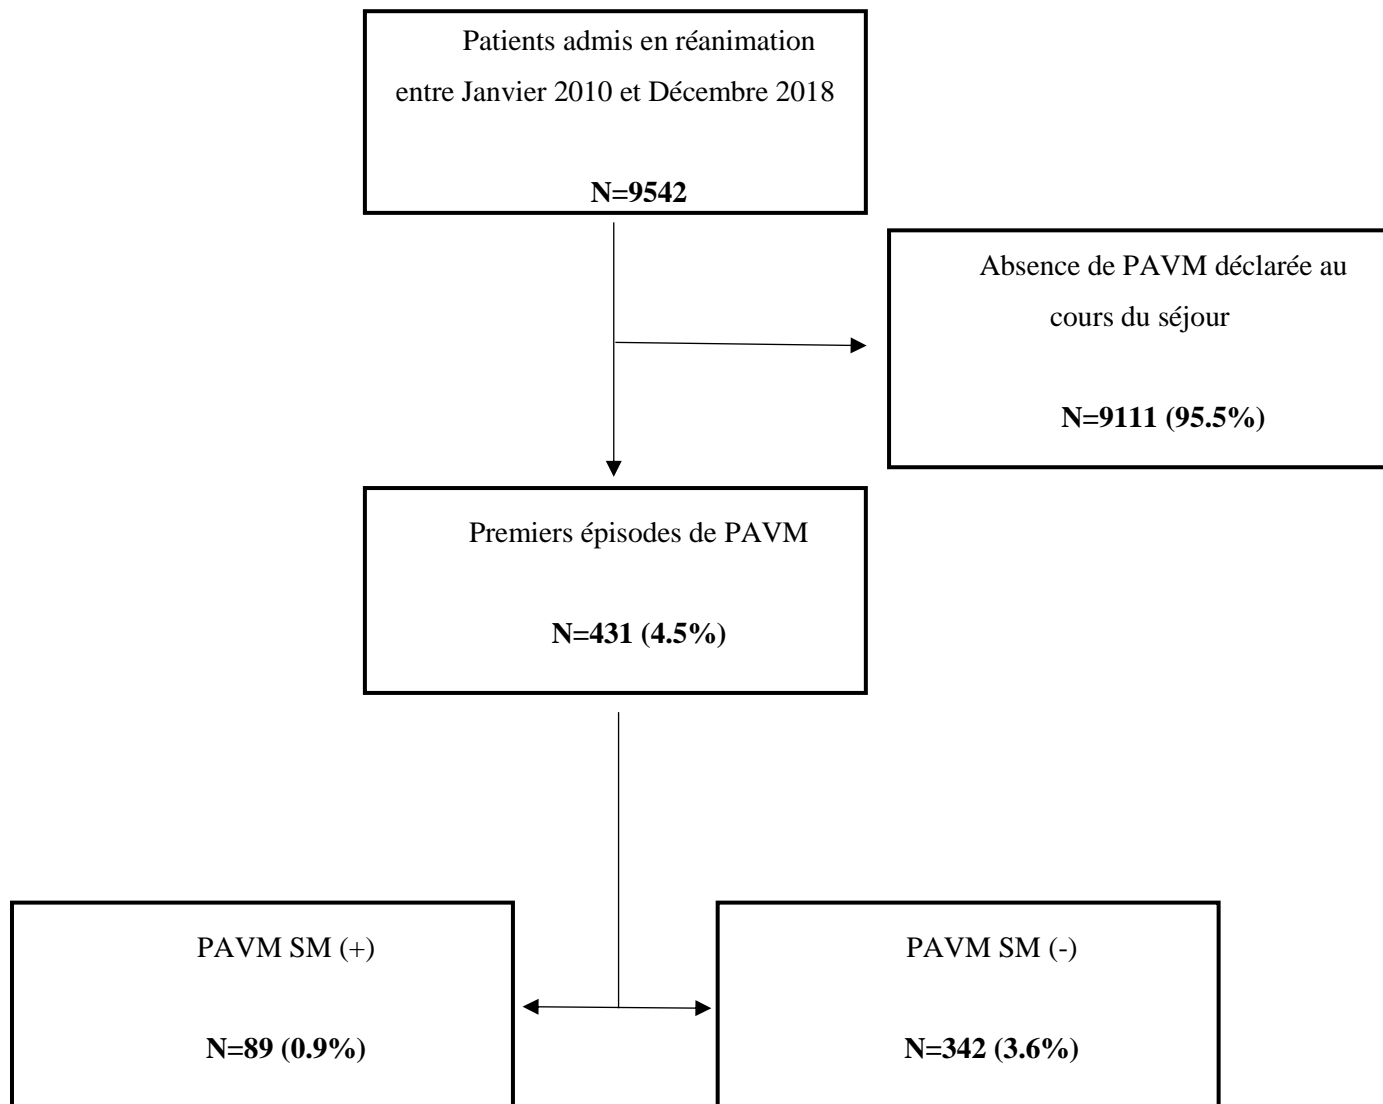 Patients admis en réanimation
entre Janvier 2010 et Décembre 2018
N=9542
Absence de PAVM déclarée au
cours du séjour
N=9111 (95.5%)
Premiers épisodes de PAVM
N=431 (4.5%)
PAVM SM (+)
N=89 (0.9%)
PAVM SM (-)
N=342 (3.6%)